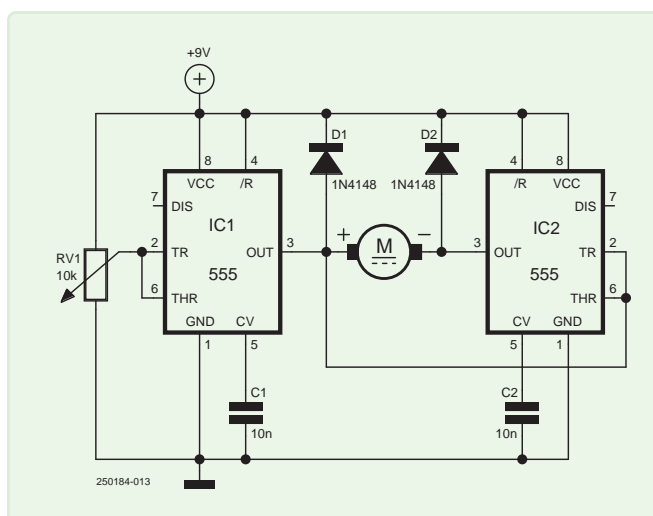 +9V
D1
D2
8
4
4
8
VCC
/R
1N4148
1N4148
/R
VCC
7
DIS
IC1
IC2
DIS
7
RV1
10k
2
TR
OUT
3
+
M
−
3
OUT
TR
2
555
555
6
THR
THR
6
GND
CV
CV
GND
1
5
5
1
C1
C2
10n
10n
250184-013